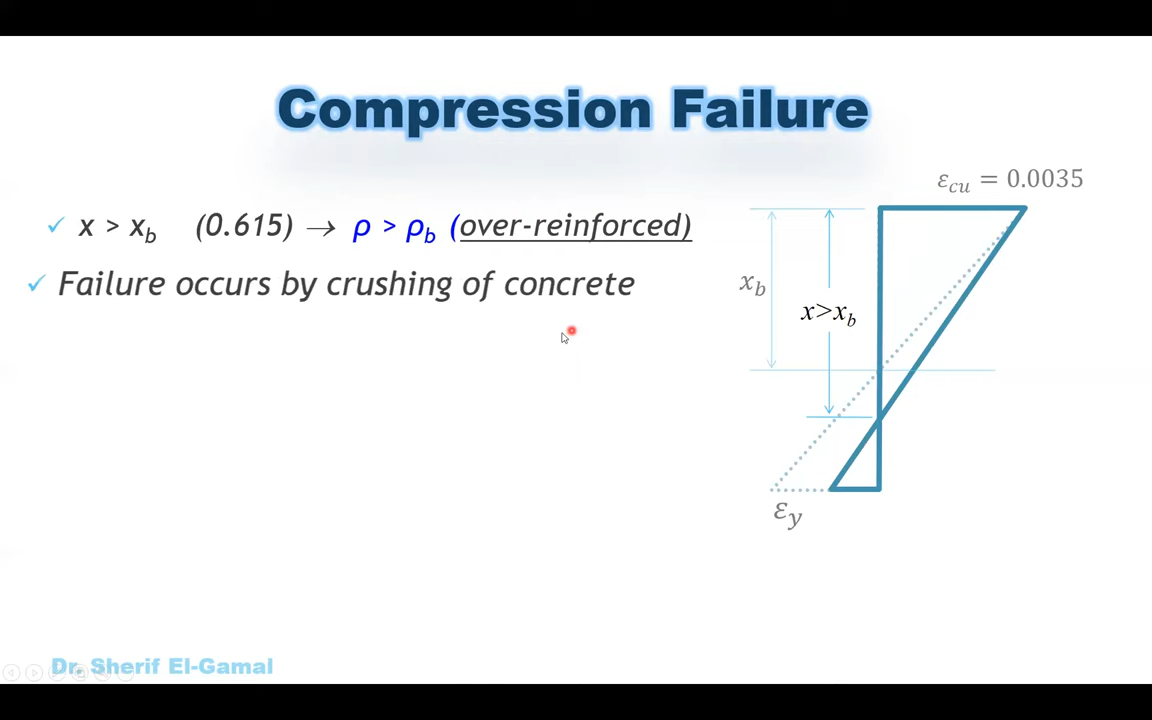 Compression Failure
✓ x > x_b (0.615) → ρ > ρ_b (over-reinforced)
✓ Failure occurs by crushing of concrete
ε_cu = 0.0035
x_b
x>x_b
ε_y
Dr. Sherif El-Gamal